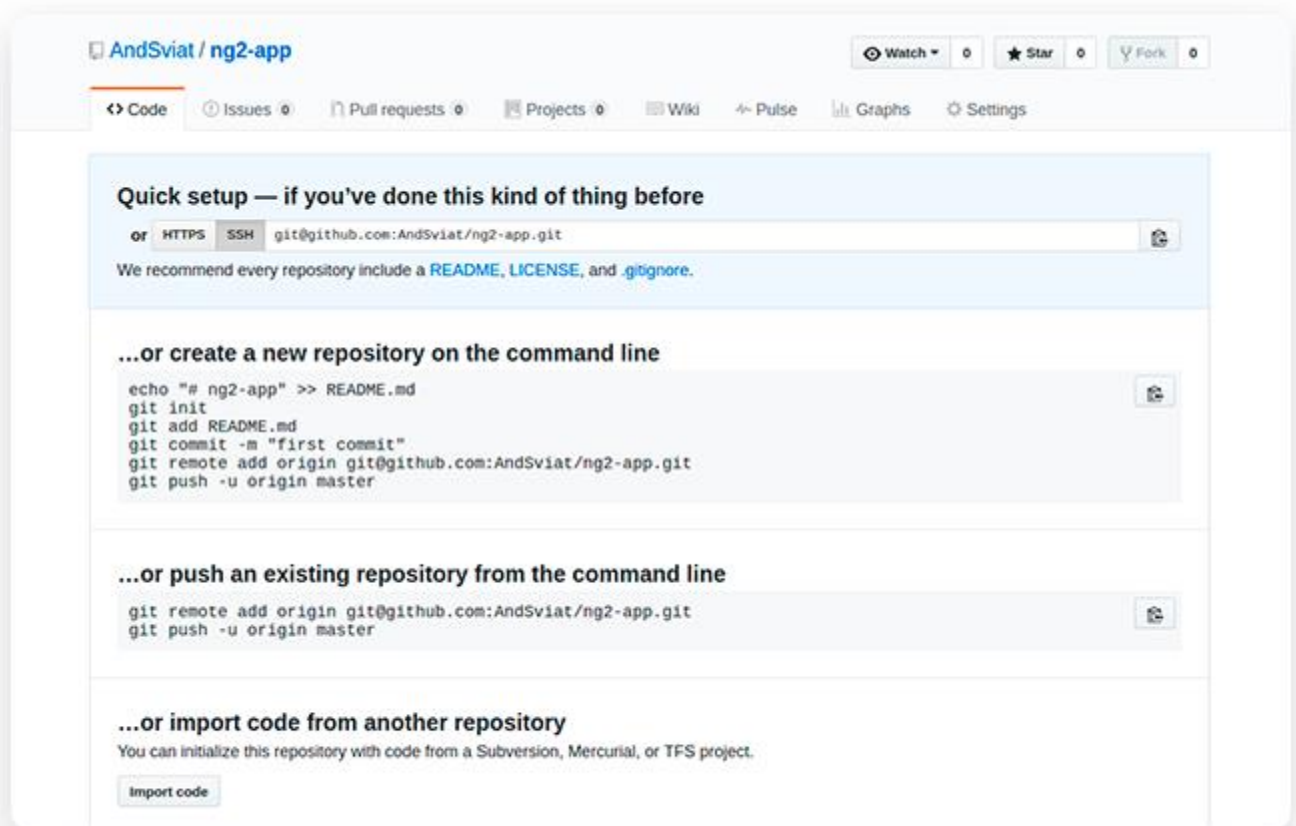 AndSviat / ng2-app
Watch 0 Star 0 Fork 0
Code Issues 0 Pull requests 0 Projects 0 Wiki Pulse Graphs Settings
Quick setup — if you've done this kind of thing before
or HTTPS SSH git@github.com:AndSviat/ng2-app.git
We recommend every repository include a README, LICENSE, and .gitignore.
…or create a new repository on the command line
echo "# ng2-app" >> README.md
git init
git add README.md
git commit -m "first commit"
git remote add origin git@github.com:AndSviat/ng2-app.git
git push -u origin master
…or push an existing repository from the command line
git remote add origin git@github.com:AndSviat/ng2-app.git
git push -u origin master
…or import code from another repository
You can initialize this repository with code from a Subversion, Mercurial, or TFS project.
Import code